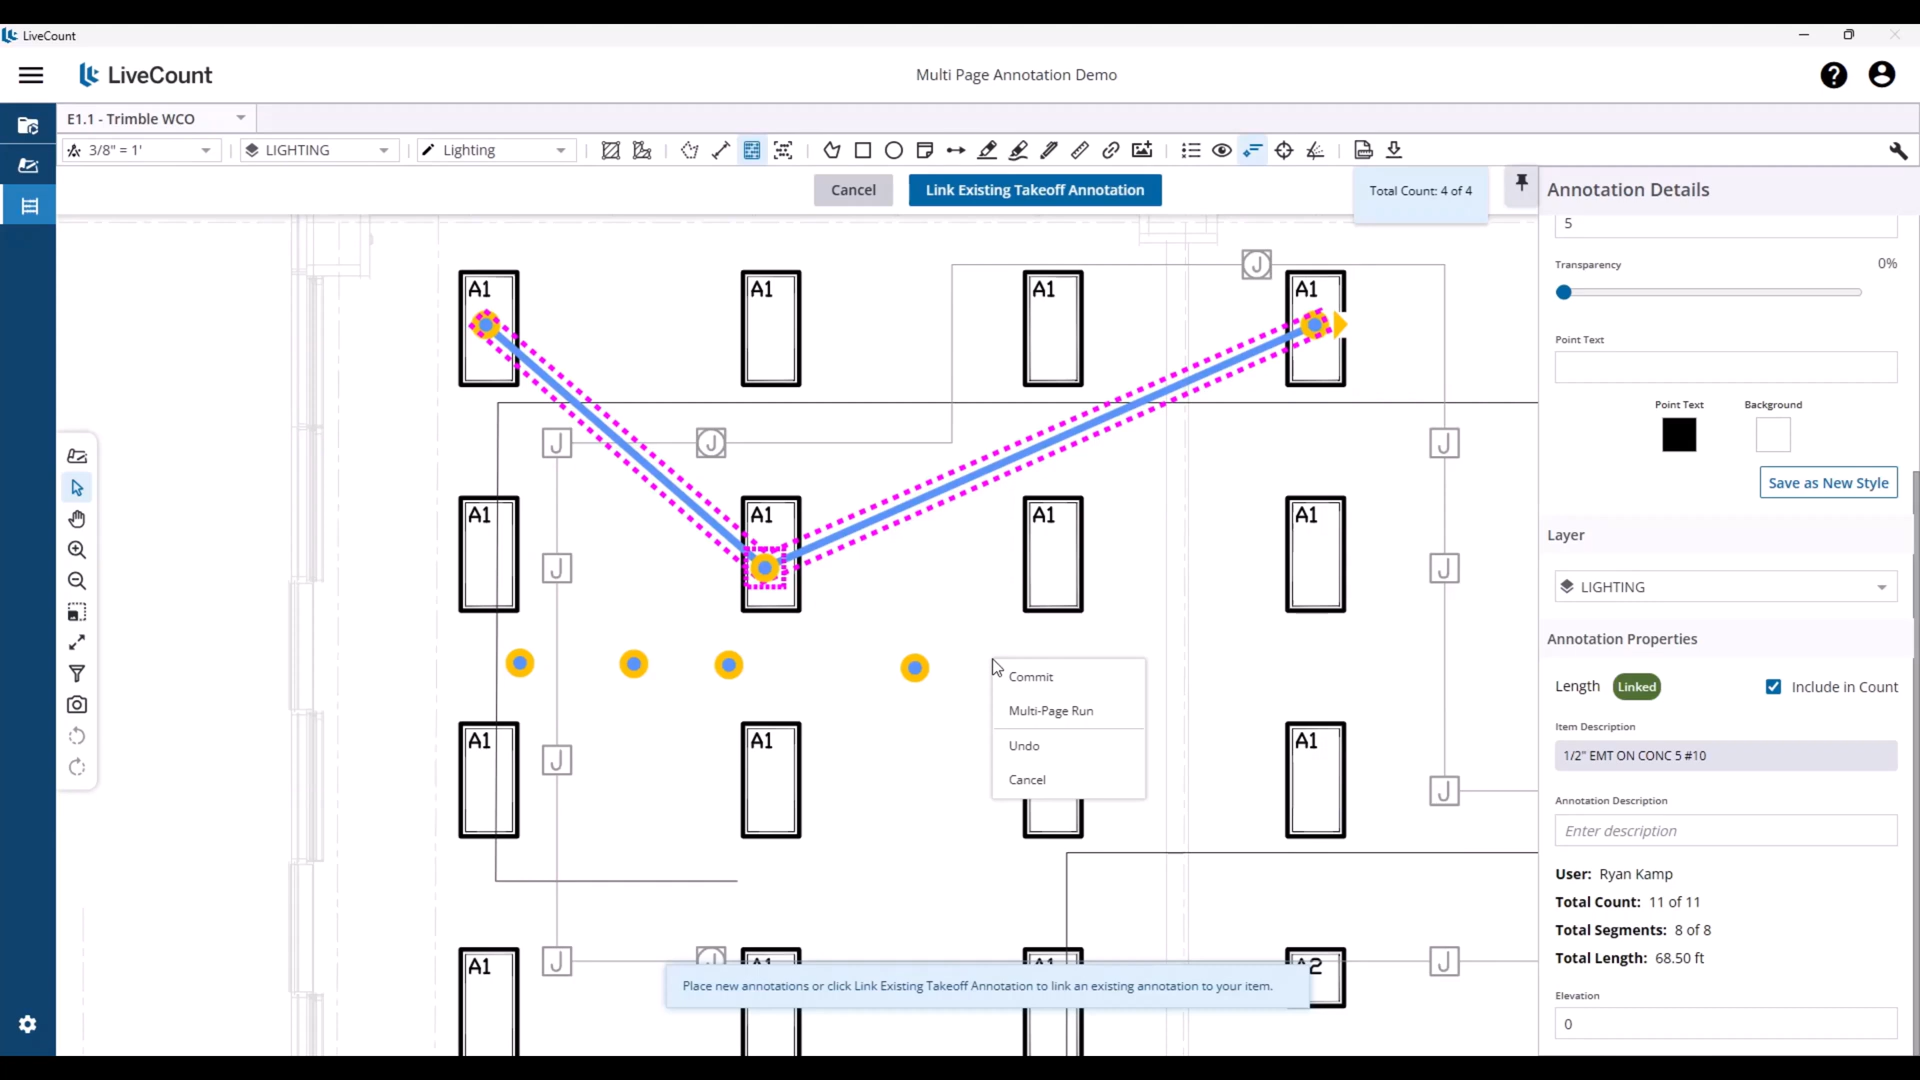 LiveCount
LiveCount
Multi Page Annotation Demo
E1.1 - Trimble WCO
3/8" = 1'
LIGHTING
Lighting
Cancel
Link Existing Takeoff Annotation
Total Count: 4 of 4
Annotation Details
5
Transparency
0%
Point Text
Point Text
Background
Save as New Style
Layer
LIGHTING
Annotation Properties
Length
Linked
Include in Count
Item Description
1/2" EMT ON CONC 5 #10
Annotation Description
Enter description
User: Ryan Kamp
Total Count: 11 of 11
Total Segments: 8 of 8
Total Length: 68.50 ft
Elevation
0
J
A1 A1 A1 A1
J J J
A1 A1 A1 A1
J J
Commit
Multi-Page Run
Undo
Cancel
A1 A1 A1
J J
A1 J J A1 A1 A2 J
Place new annotations or click Link Existing Takeoff Annotation to link an existing annotation to your item.